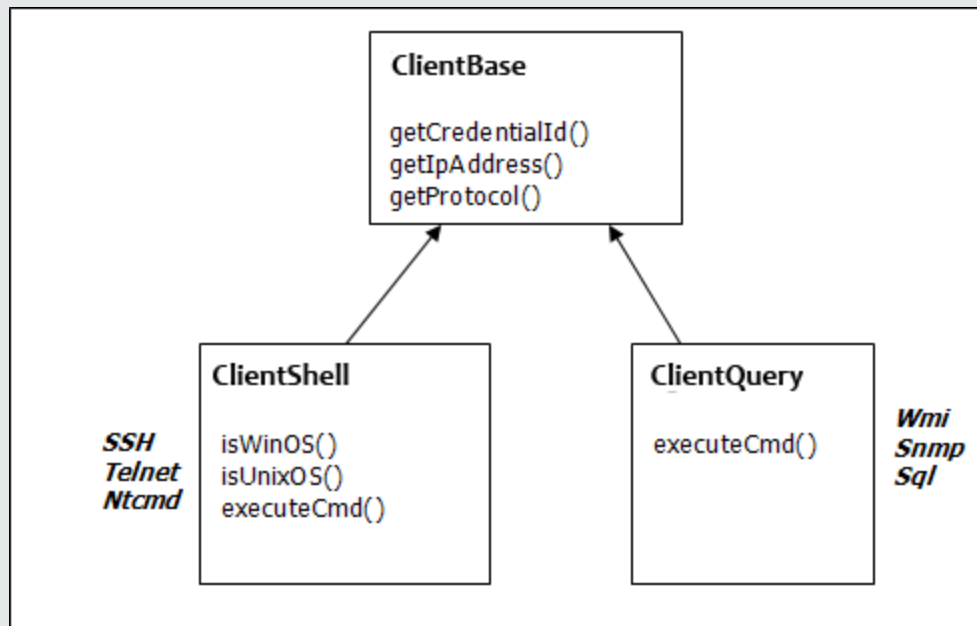 ClientBase
getCredentialId()
getIpAddress()
getProtocol()
ClientShell
isWinOS()
isUnixOS()
executeCmd()
SSH
Telnet
Ntcmd
ClientQuery
executeCmd()
Wmi
Snmp
Sql